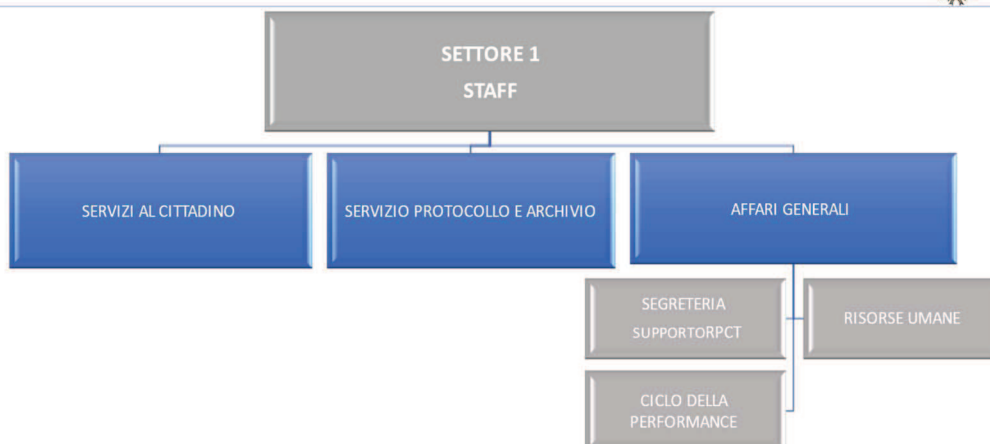 SETTORE 1
STAFF
SERVIZI AL CITTADINO
SERVIZIO PROTOCOLLO E ARCHIVIO
AFFARI GENERALI
SEGRETERIA
SUPPORTORPCT
RISORSE UMANE
CICLO DELLA
PERFORMANCE